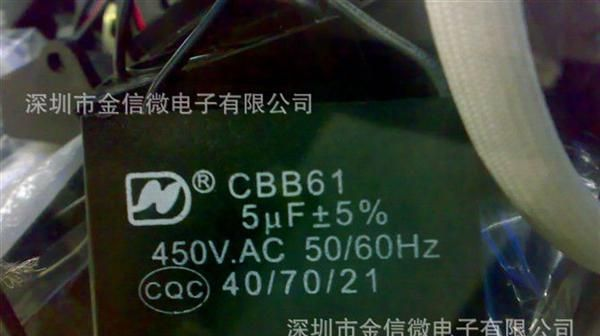 深圳市金信微电子有限公司
® CBB61
5μF±5%
450V.AC 50/60Hz
CQC 40/70/21
深圳市金信微电子有限公司